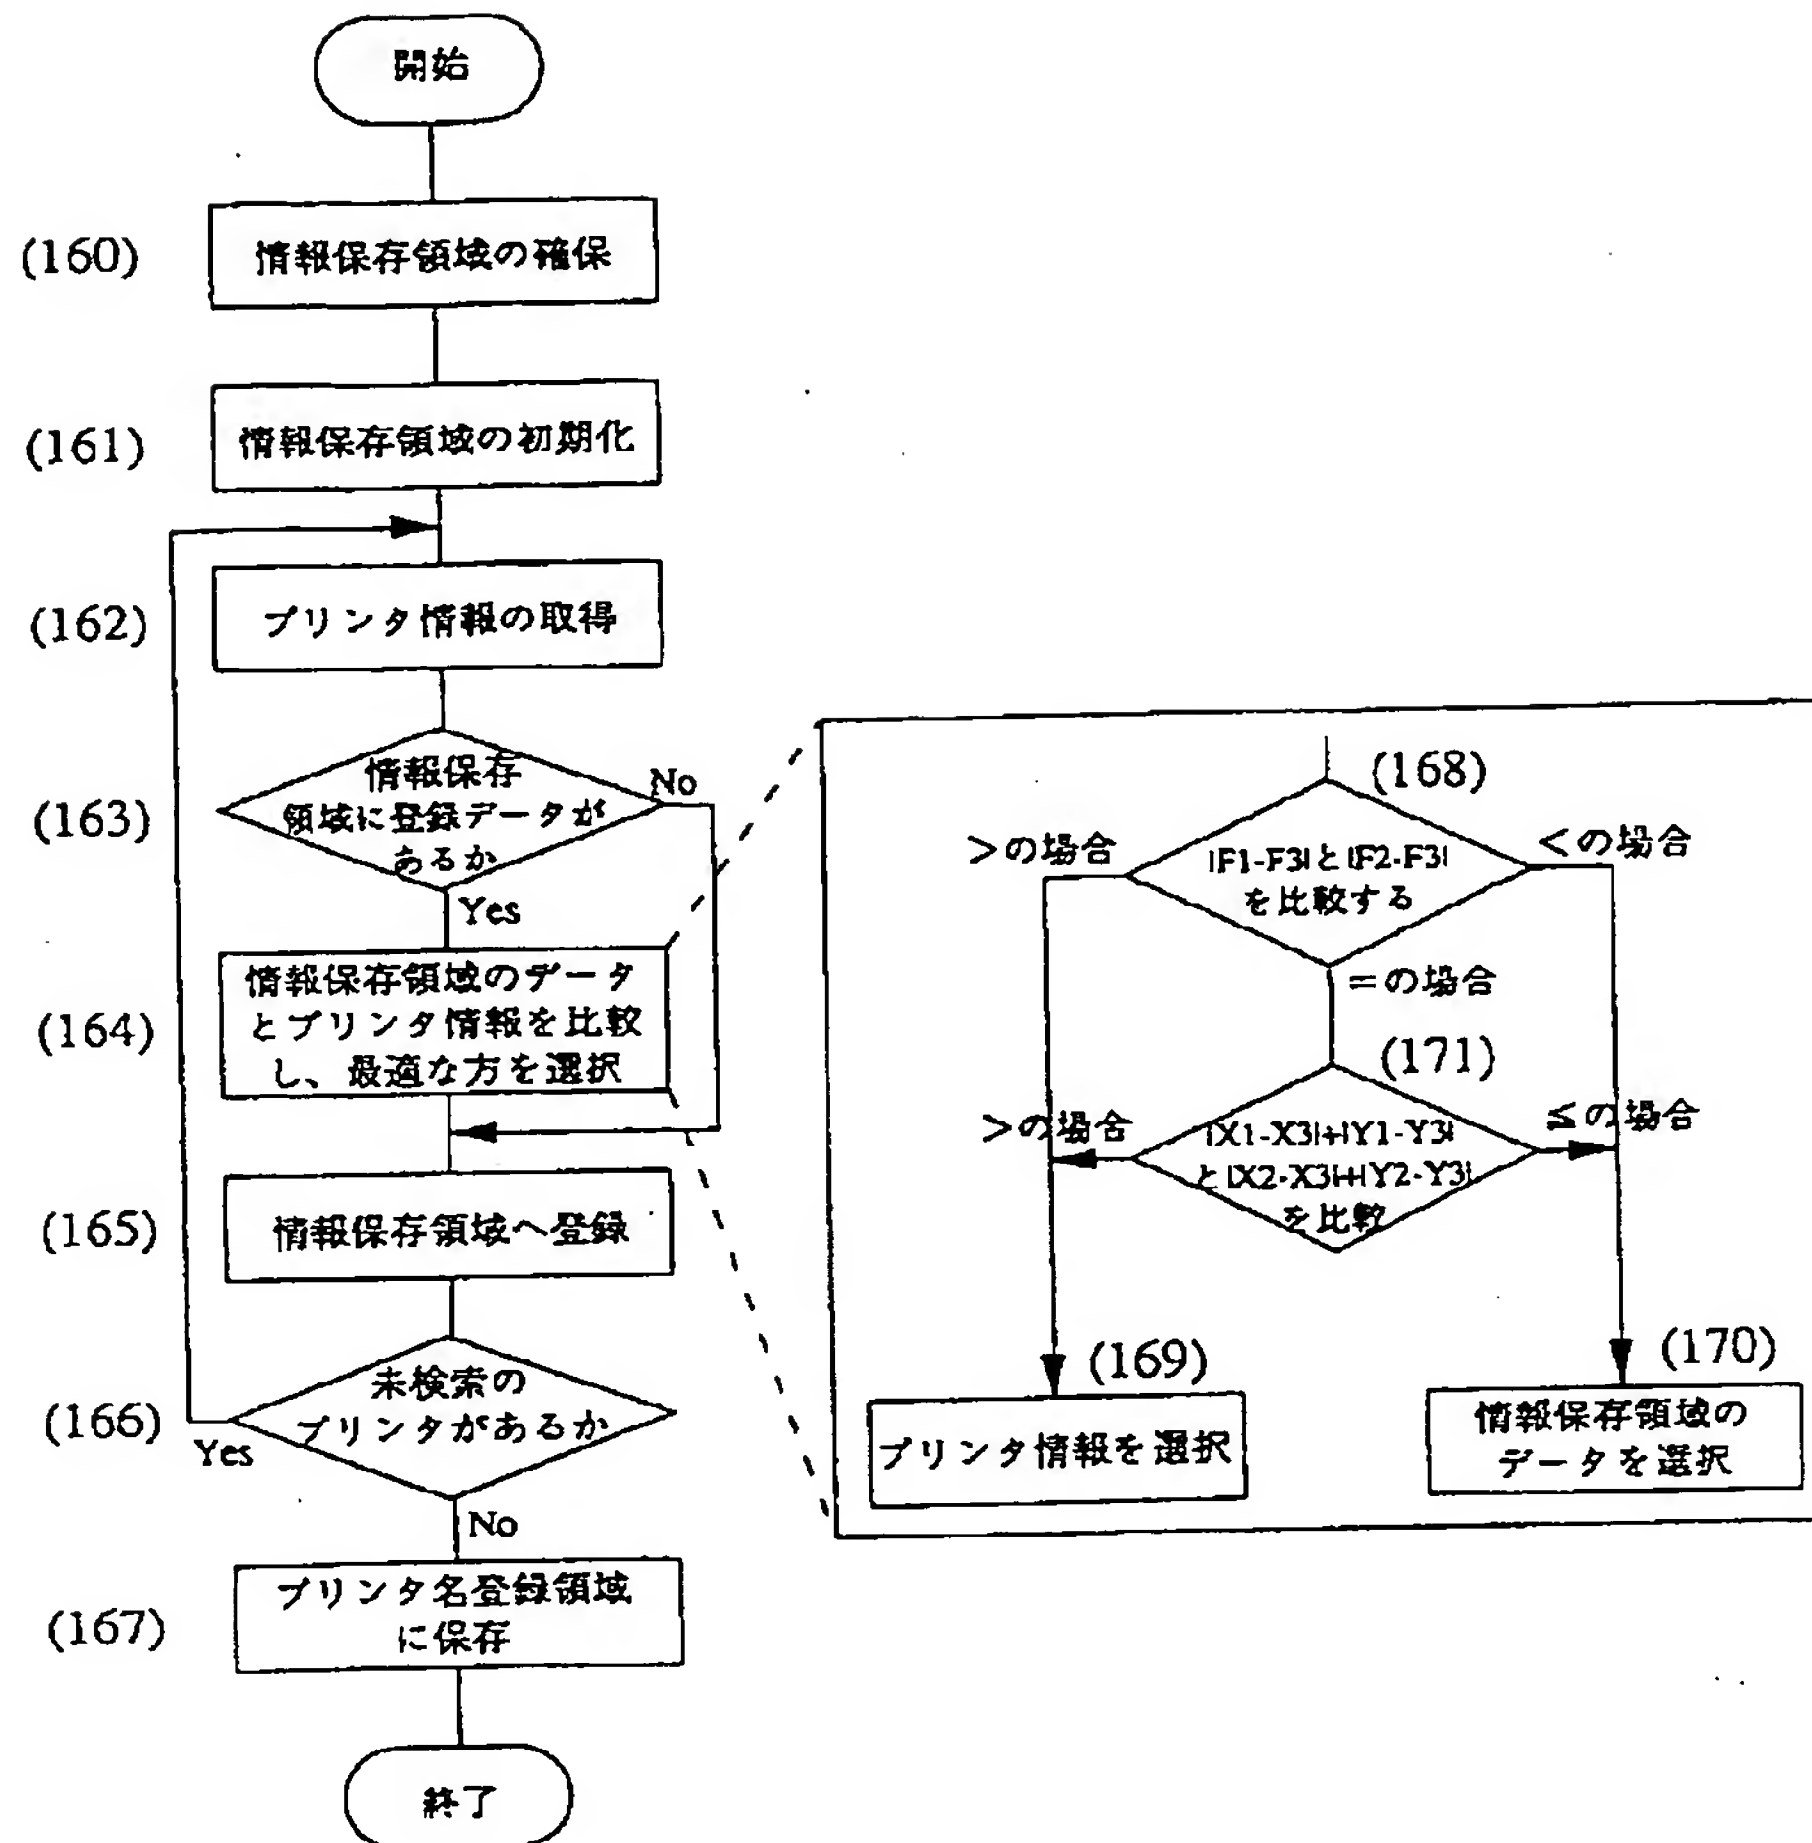 開始
(160)
情報保存領域の確保
(161)
情報保存領域の初期化
(162)
プリンタ情報の取得
(163)
情報保存
領域に登録データが
あるか
No
Yes
(164)
情報保存領域のデータ
とプリンタ情報を比較
し、最適な方を選択
(165)
情報保存領域へ登録
(166)
未検索の
プリンタがあるか
Yes
No
(167)
プリンタ名登録領域
に保存
終了
(168)
|F1-F3|と|F2-F3|
を比較する
>の場合
<の場合
=の場合
(171)
|X1-X3|+|Y1-Y3|
と|X2-X3|+|Y2-Y3|
を比較
>の場合
≦の場合
(169)
プリンタ情報を選択
(170)
情報保存領域の
データを選択